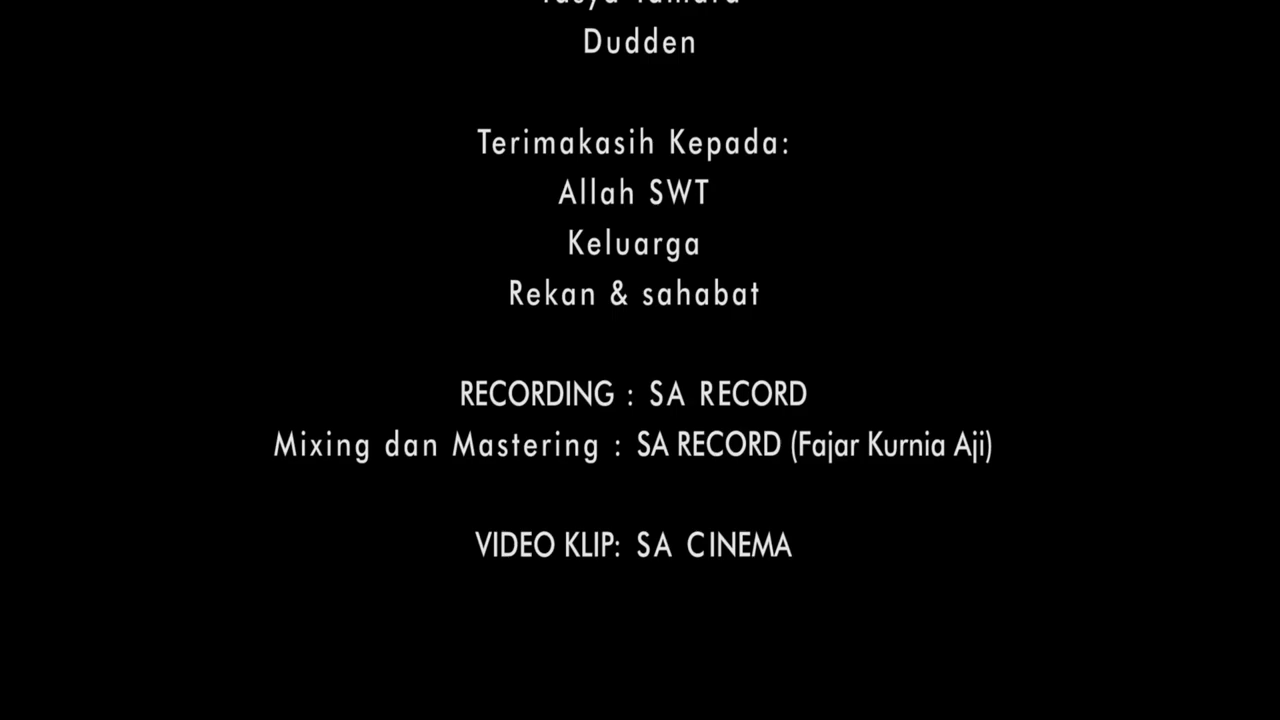 Dudden
Terimakasih Kepada:
Allah SWT
Keluarga
Rekan & sahabat
RECORDING : SA RECORD
Mixing dan Mastering : SA RECORD (Fajar Kurnia Aji)
VIDEO KLIP: SA CINEMA